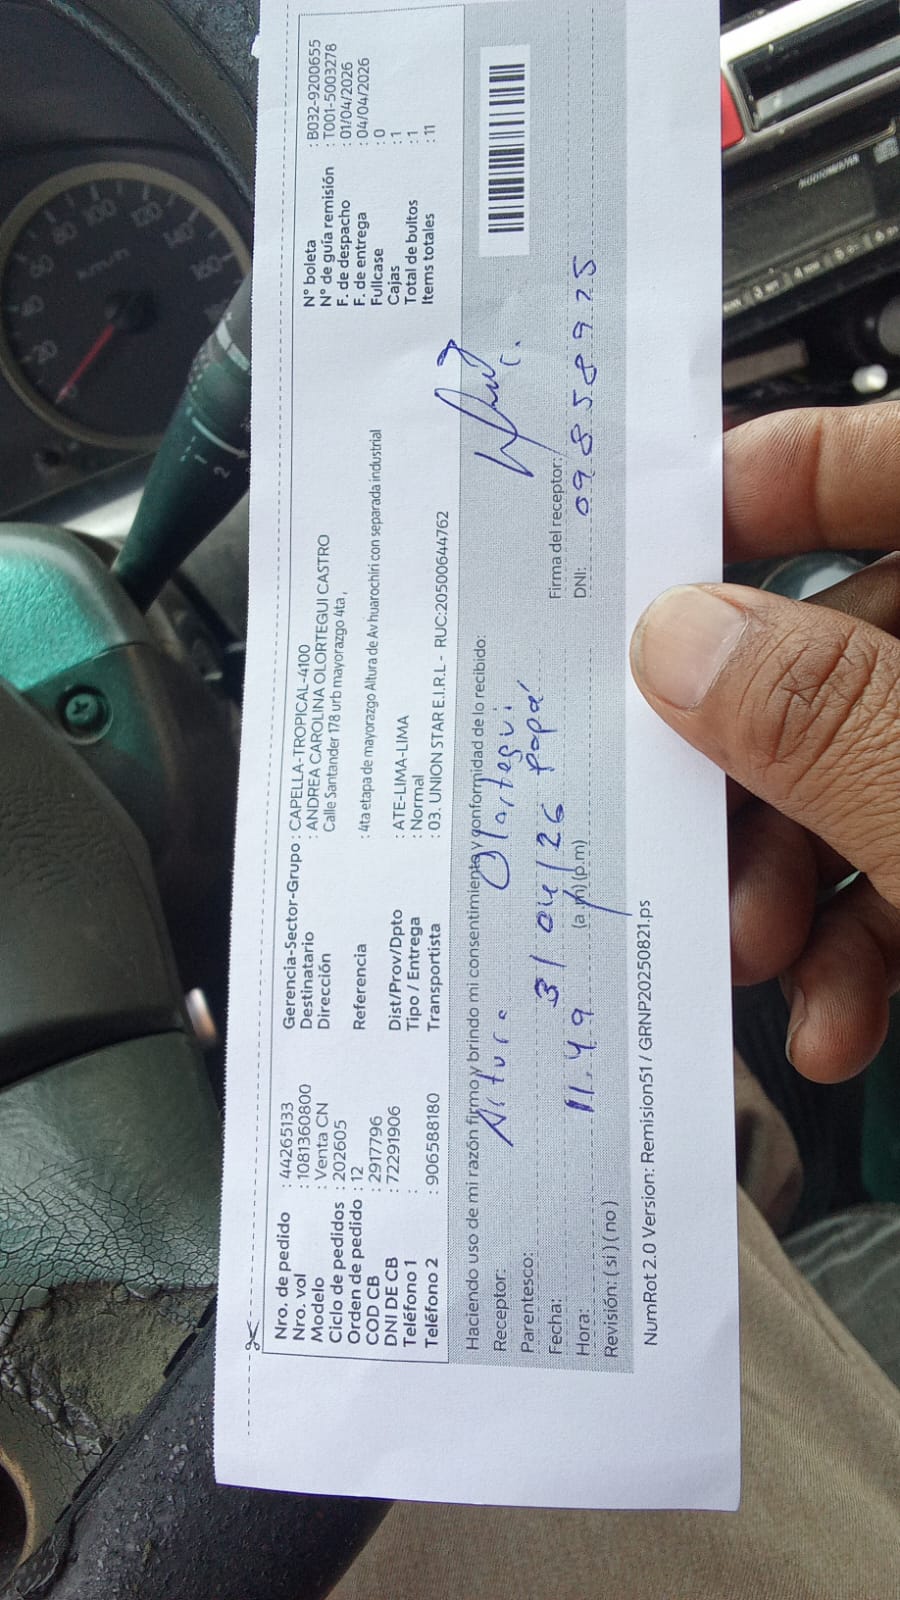 Nro. de pedido : 44265133
Nro. vol : 1081360800
Modelo : Venta CN
Ciclo de pedidos : 202605
Orden de pedido : 12
COD CB : 2917796
DNI DE CB : 72291906
Teléfono 1 :
Teléfono 2 : 906588180
Gerencia-Sector-Grupo : CAPELLA-TROPICAL-4100
Destinatario : ANDREA CAROLINA OLORTEGUI CASTRO
Dirección Calle Santander 178 urb mayorazgo 4ta ,
Referencia : 4ta etapa de mayorazgo Altura de Av huarochiri con separada industrial
Dist/Prov/Dpto : ATE-LIMA-LIMA
Tipo / Entrega : Normal
Transportista : 03. UNION STAR E.I.R.L - RUC:20500644762
N° boleta : B032-9200655
N° de guía remisión : T001-5003278
F. de despacho : 01/04/2026
F. de entrega : 04/04/2026
Fullcase : 0
Cajas : 1
Total de bultos : 1
Items totales : 11
Haciendo uso de mi razón firmo y brindo mi consentimiento y conformidad de lo recibido:
Receptor: Arturo Olortegui
Parentesco: papá
Fecha: 31/04/26
Hora: 11.49 (a.m) (p.m)
Revisión: ( si ) ( no )
Firma del receptor:
DNI: 09858925
NumRot 2.0 Version: Remision51 / GRNP20250821.ps